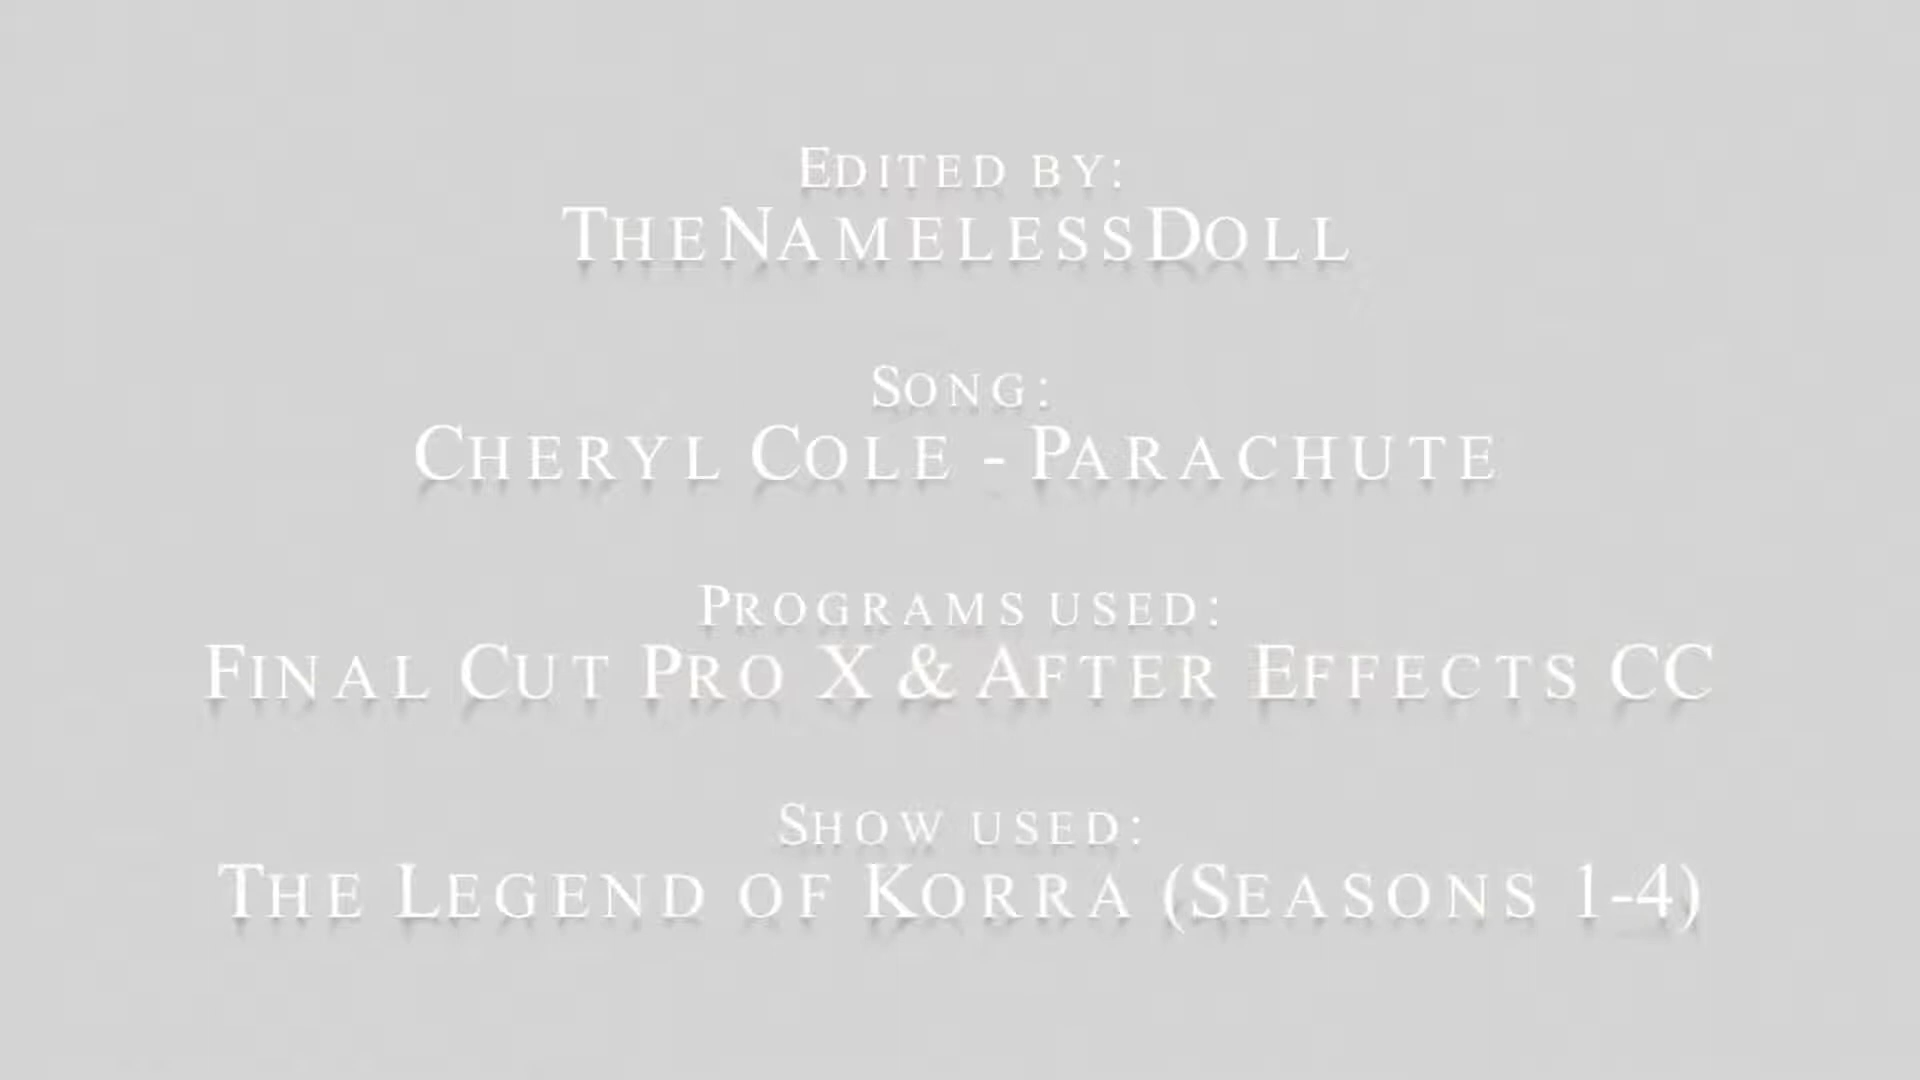 Edited by:
TheNamelessDoll
Song:
Cheryl Cole - Parachute
Programs used:
Final Cut Pro X & After Effects CC
Show used:
The Legend of Korra (Seasons 1-4)